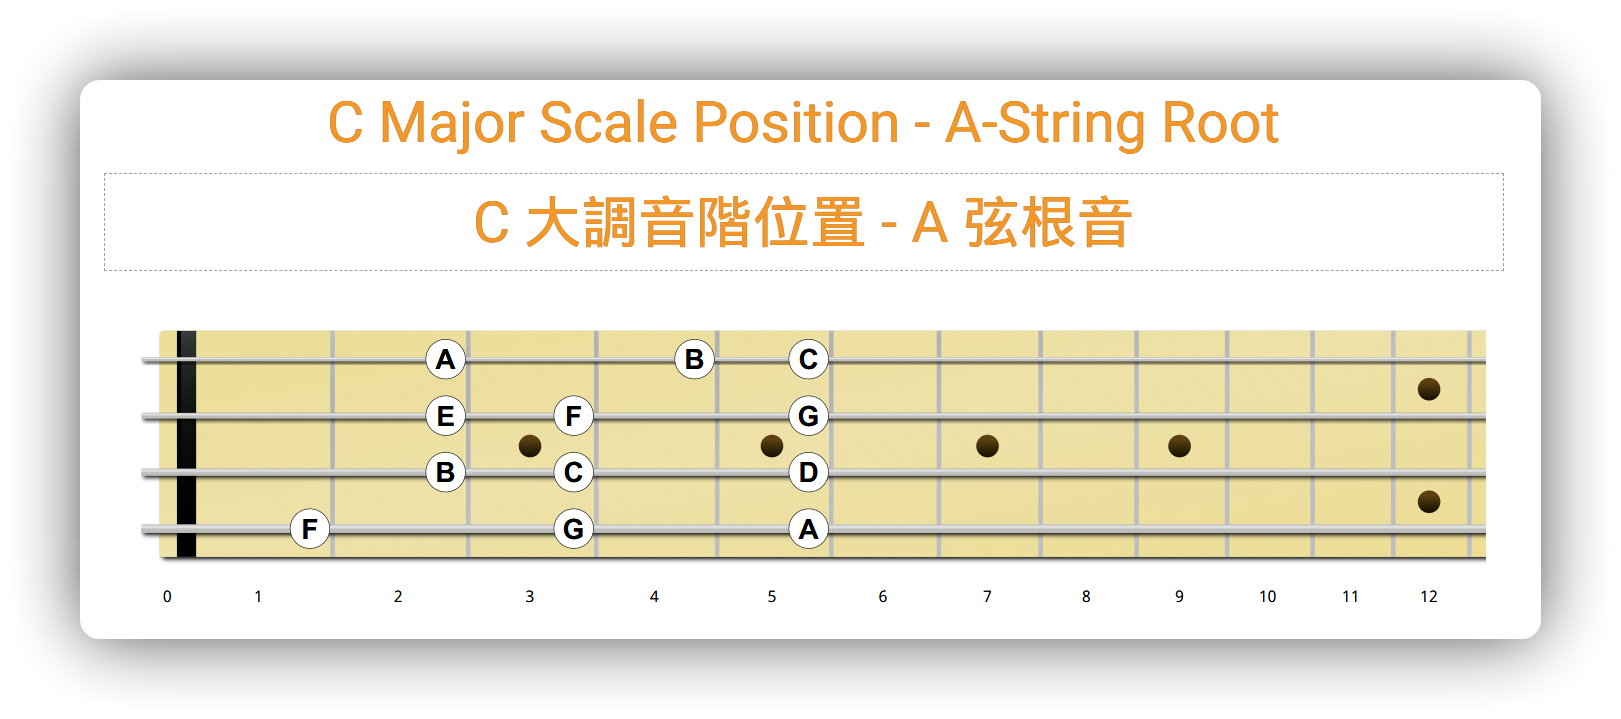 C Major Scale Position - A-String Root
C 大調音階位置 - A 弦根音
A B C
E F G
B C D
F G A
0 1 2 3 4 5 6 7 8 9 10 11 12